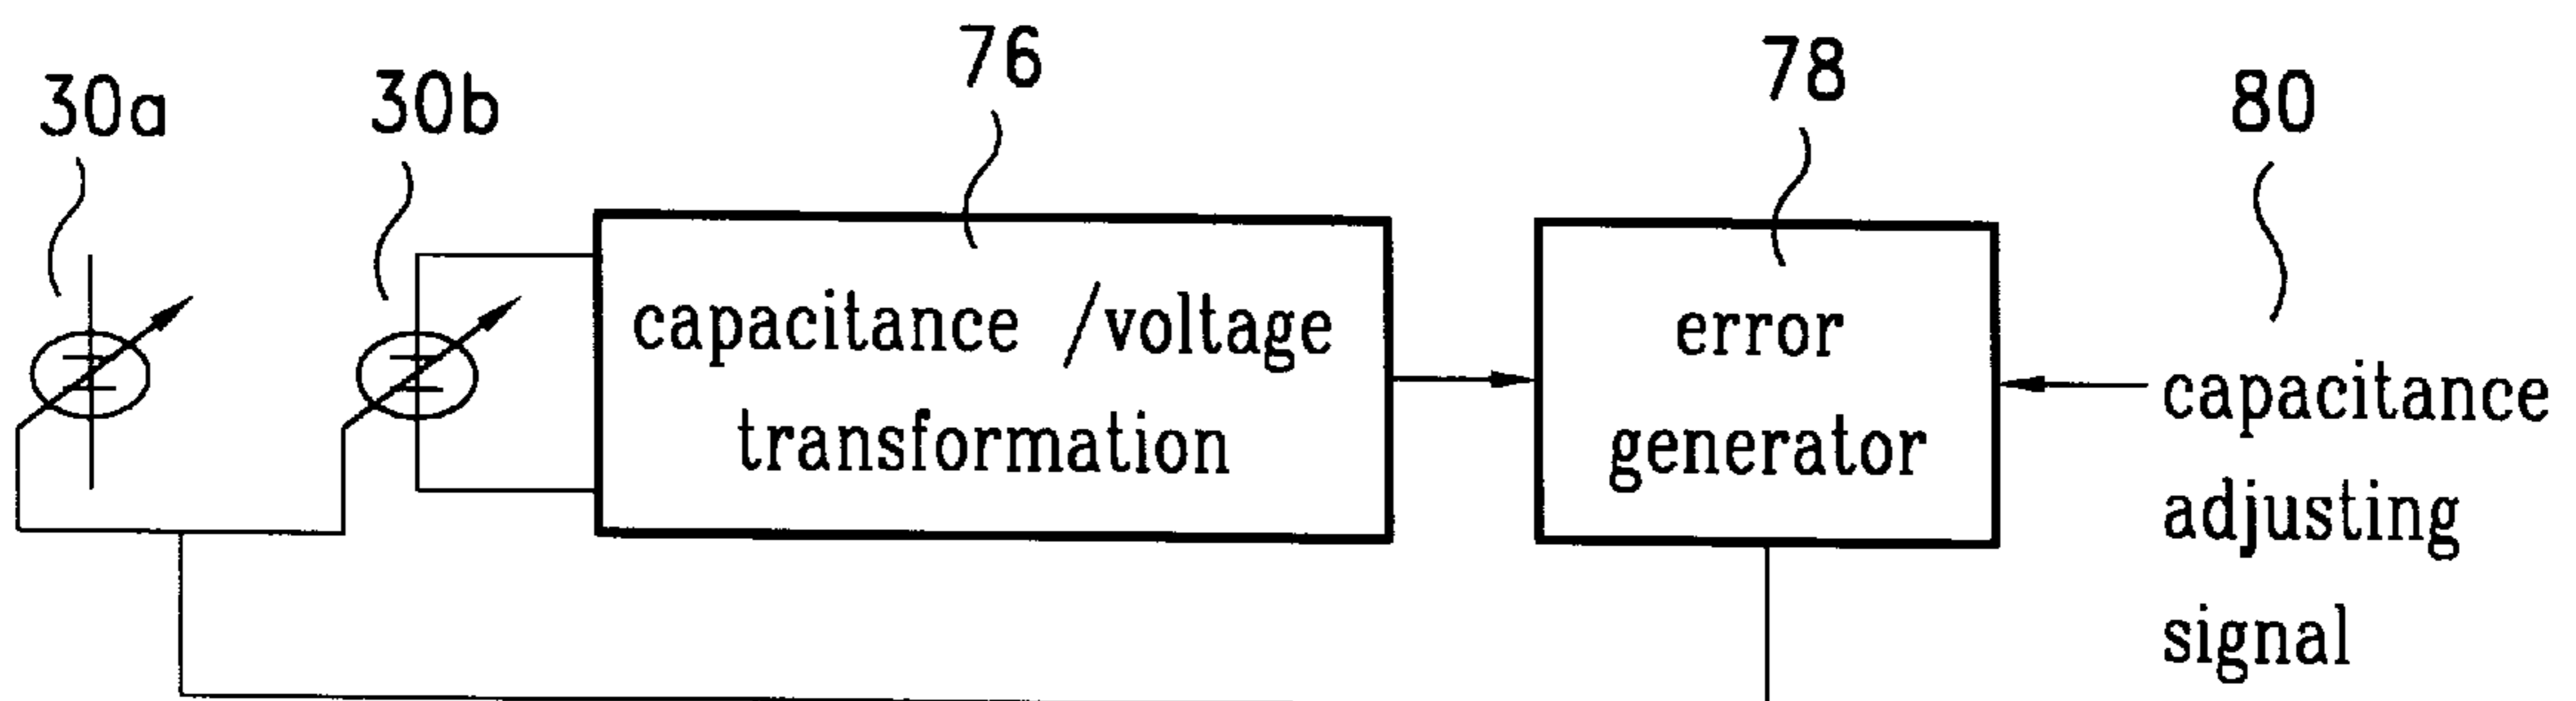 30a
30b
76
78
80
capacitance /voltage
transformation
error
generator
capacitance
adjusting
signal